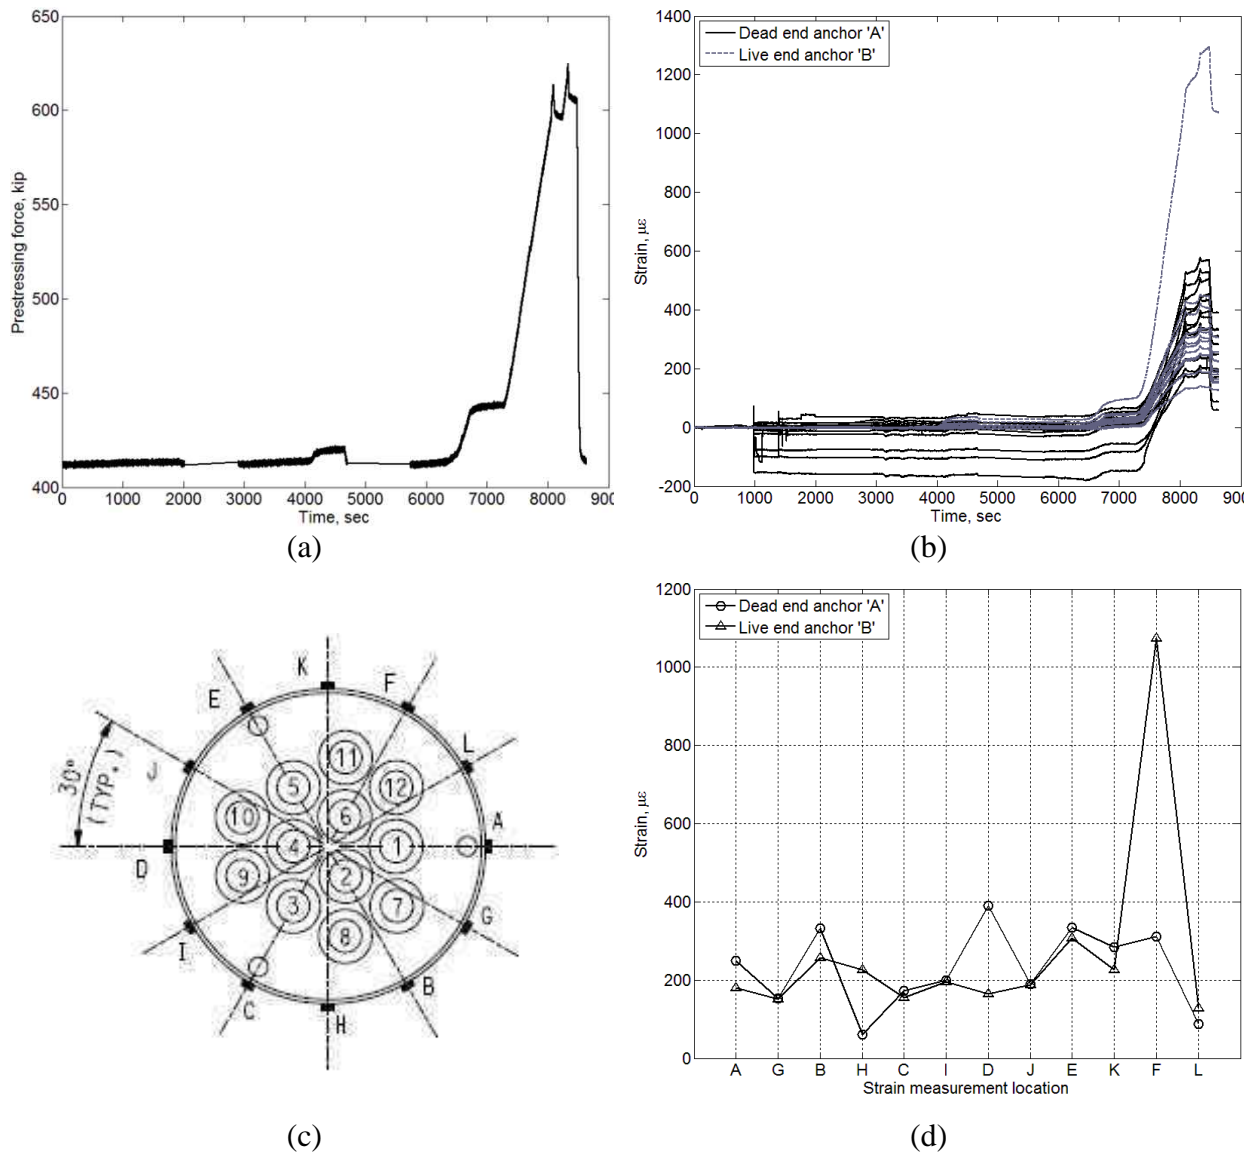 650
600
550
500
450
400
Prestressing force, kip
0 1000 2000 3000 4000 5000 6000 7000 8000 900
Time, sec
(a)
Dead end anchor 'A'
Live end anchor 'B'
1400
1200
1000
800
600
400
200
0
-200
Strain, με
0 1000 2000 3000 4000 5000 6000 7000 8000 900
Time, sec
(b)
K
E F
J L
30°
(TYP.)
D A
I G
C B
H
11
5 12
10 6
4 1
9 2
3 7
8
(c)
Dead end anchor 'A'
Live end anchor 'B'
1200
1000
800
600
400
200
0
Strain, με
A G B H C I D J E K F L
Strain measurement location
(d)